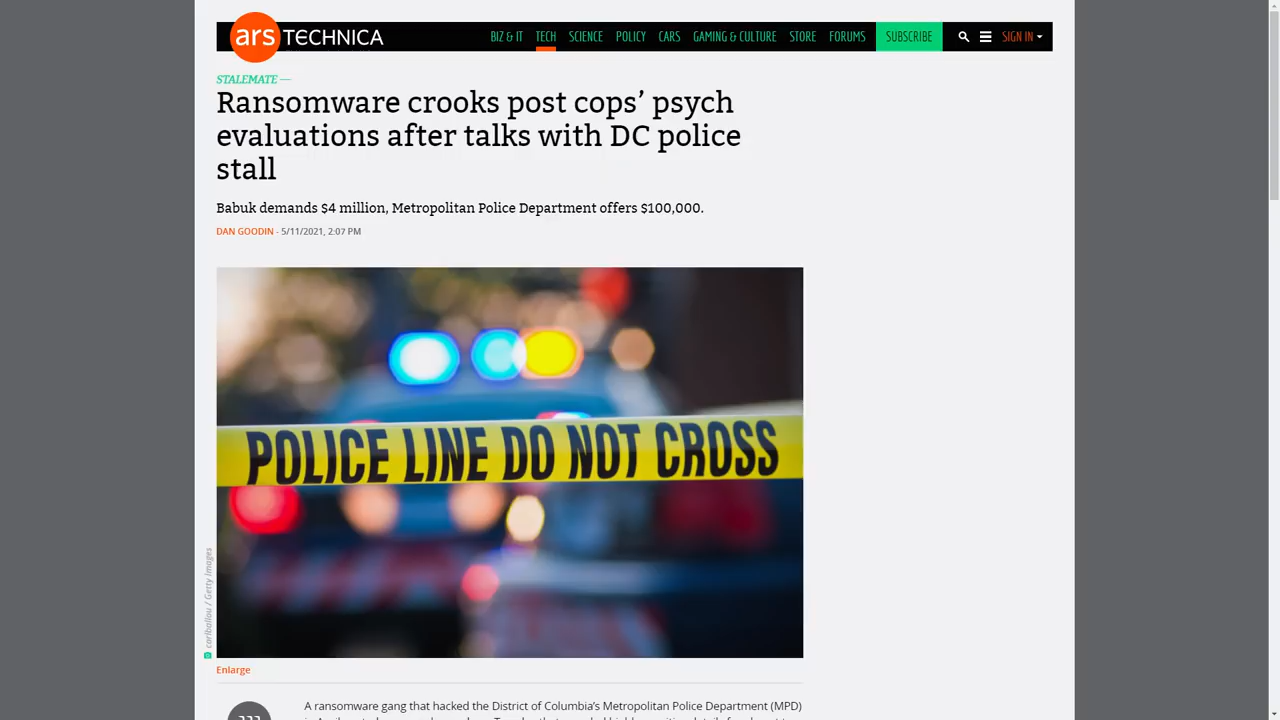 ars TECHNICA
BIZ & IT TECH SCIENCE POLICY CARS GAMING & CULTURE STORE FORUMS SUBSCRIBE SIGN IN
STALEMATE —
Ransomware crooks post cops’ psych
evaluations after talks with DC police
stall
Babuk demands $4 million, Metropolitan Police Department offers $100,000.
DAN GOODIN - 5/11/2021, 2:07 PM
POLICE LINE DO NOT CROSS
carlballou / Getty Images
Enlarge
A ransomware gang that hacked the District of Columbia’s Metropolitan Police Department (MPD)